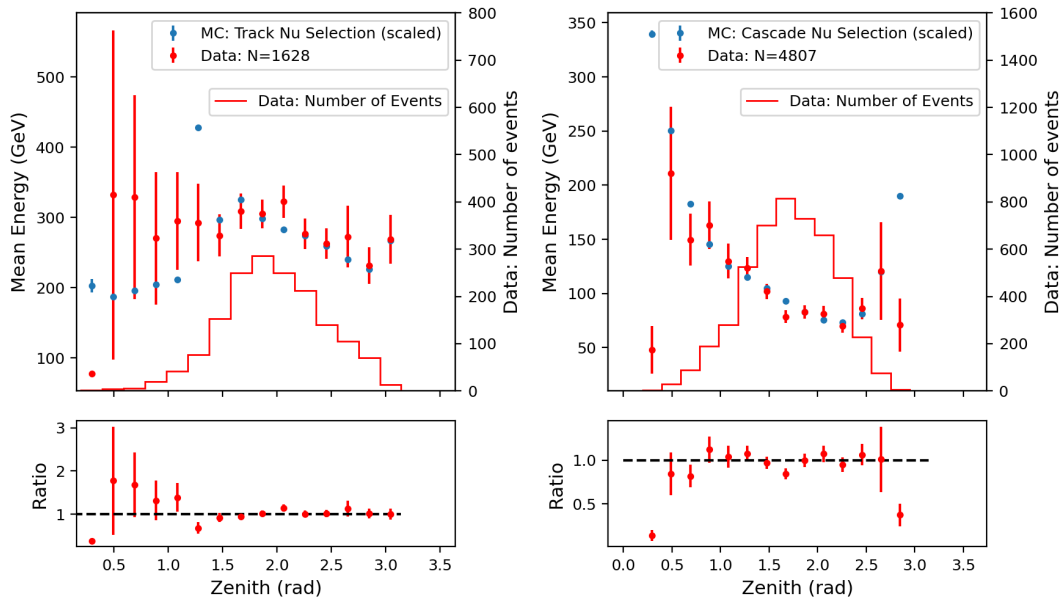 MC: Track Nu Selection (scaled)
Data: N=1628
Data: Number of Events
Mean Energy (GeV)
500
400
300
200
100
800
700
600
500
400
300
200
100
0
Data: Number of events
MC: Cascade Nu Selection (scaled)
Data: N=4807
Data: Number of Events
Mean Energy (GeV)
350
300
250
200
150
100
50
1600
1400
1200
1000
800
600
400
200
0
Data: Number of events
Ratio
3
2
1
0.5 1.0 1.5 2.0 2.5 3.0 3.5
Zenith (rad)
Ratio
1.0
0.5
0.0 0.5 1.0 1.5 2.0 2.5 3.0 3.5
Zenith (rad)